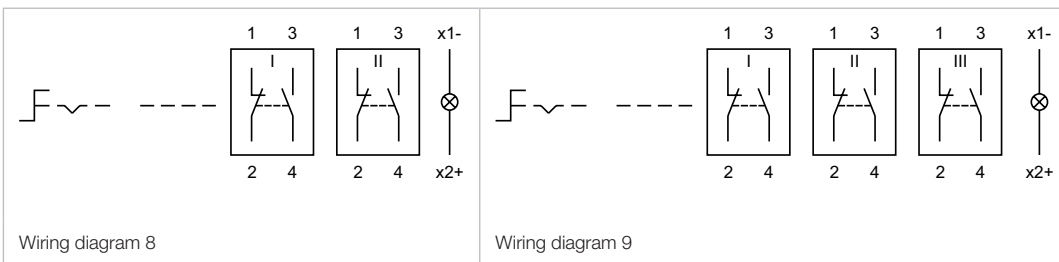 1 3 1 3 x1-
I II
2 4 2 4 x2+
Wiring diagram 8
1 3 1 3 1 3 x1-
I II III
2 4 2 4 2 4 x2+
Wiring diagram 9